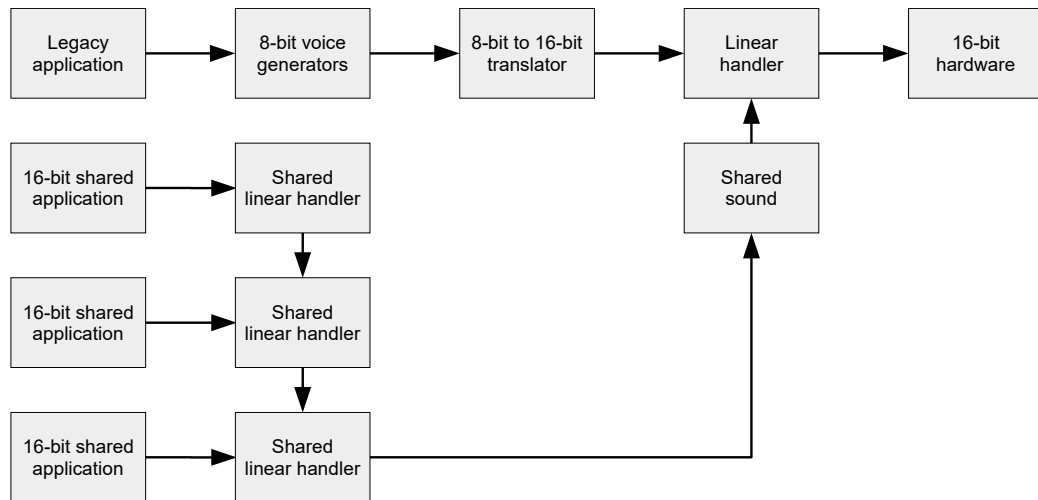 Legacy
application
8-bit voice
generators
8-bit to 16-bit
translator
Linear
handler
16-bit
hardware
16-bit shared
application
Shared
linear handler
Shared
sound
16-bit shared
application
Shared
linear handler
16-bit shared
application
Shared
linear handler